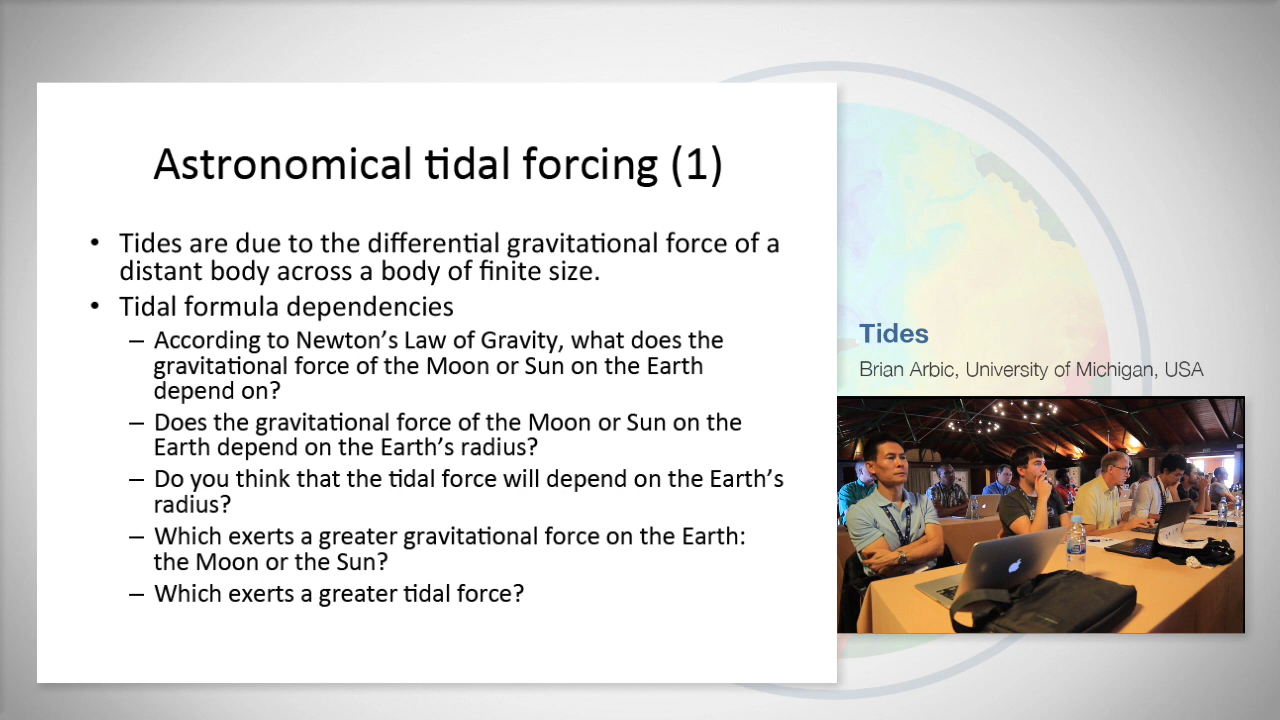 Astronomical tidal forcing (1)
• Tides are due to the differential gravitational force of a
distant body across a body of finite size.
• Tidal formula dependencies
– According to Newton’s Law of Gravity, what does the
gravitational force of the Moon or Sun on the Earth
depend on?
– Does the gravitational force of the Moon or Sun on the
Earth depend on the Earth’s radius?
– Do you think that the tidal force will depend on the Earth’s
radius?
– Which exerts a greater gravitational force on the Earth:
the Moon or the Sun?
– Which exerts a greater tidal force?
Tides
Brian Arbic, University of Michigan, USA